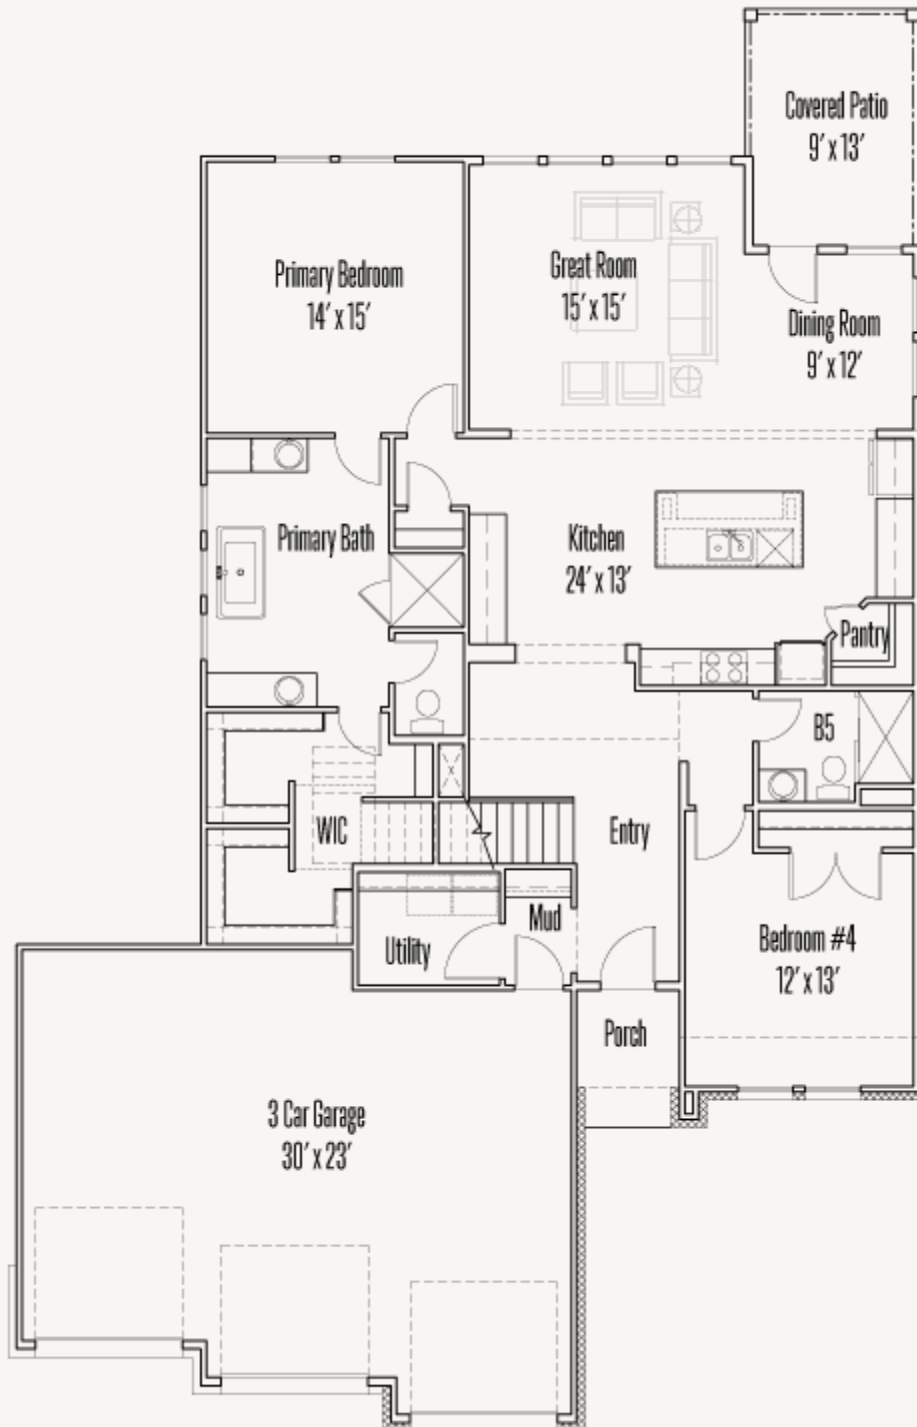 Covered Patio
9' x 13'
Primary Bedroom
14' x 15'
Great Room
15' x 15'
Dining Room
9' x 12'
Primary Bath
Kitchen
24' x 13'
Pantry
B5
WIC
Entry
Mud
Utility
Bedroom #4
12' x 13'
Porch
3 Car Garage
30' x 23'